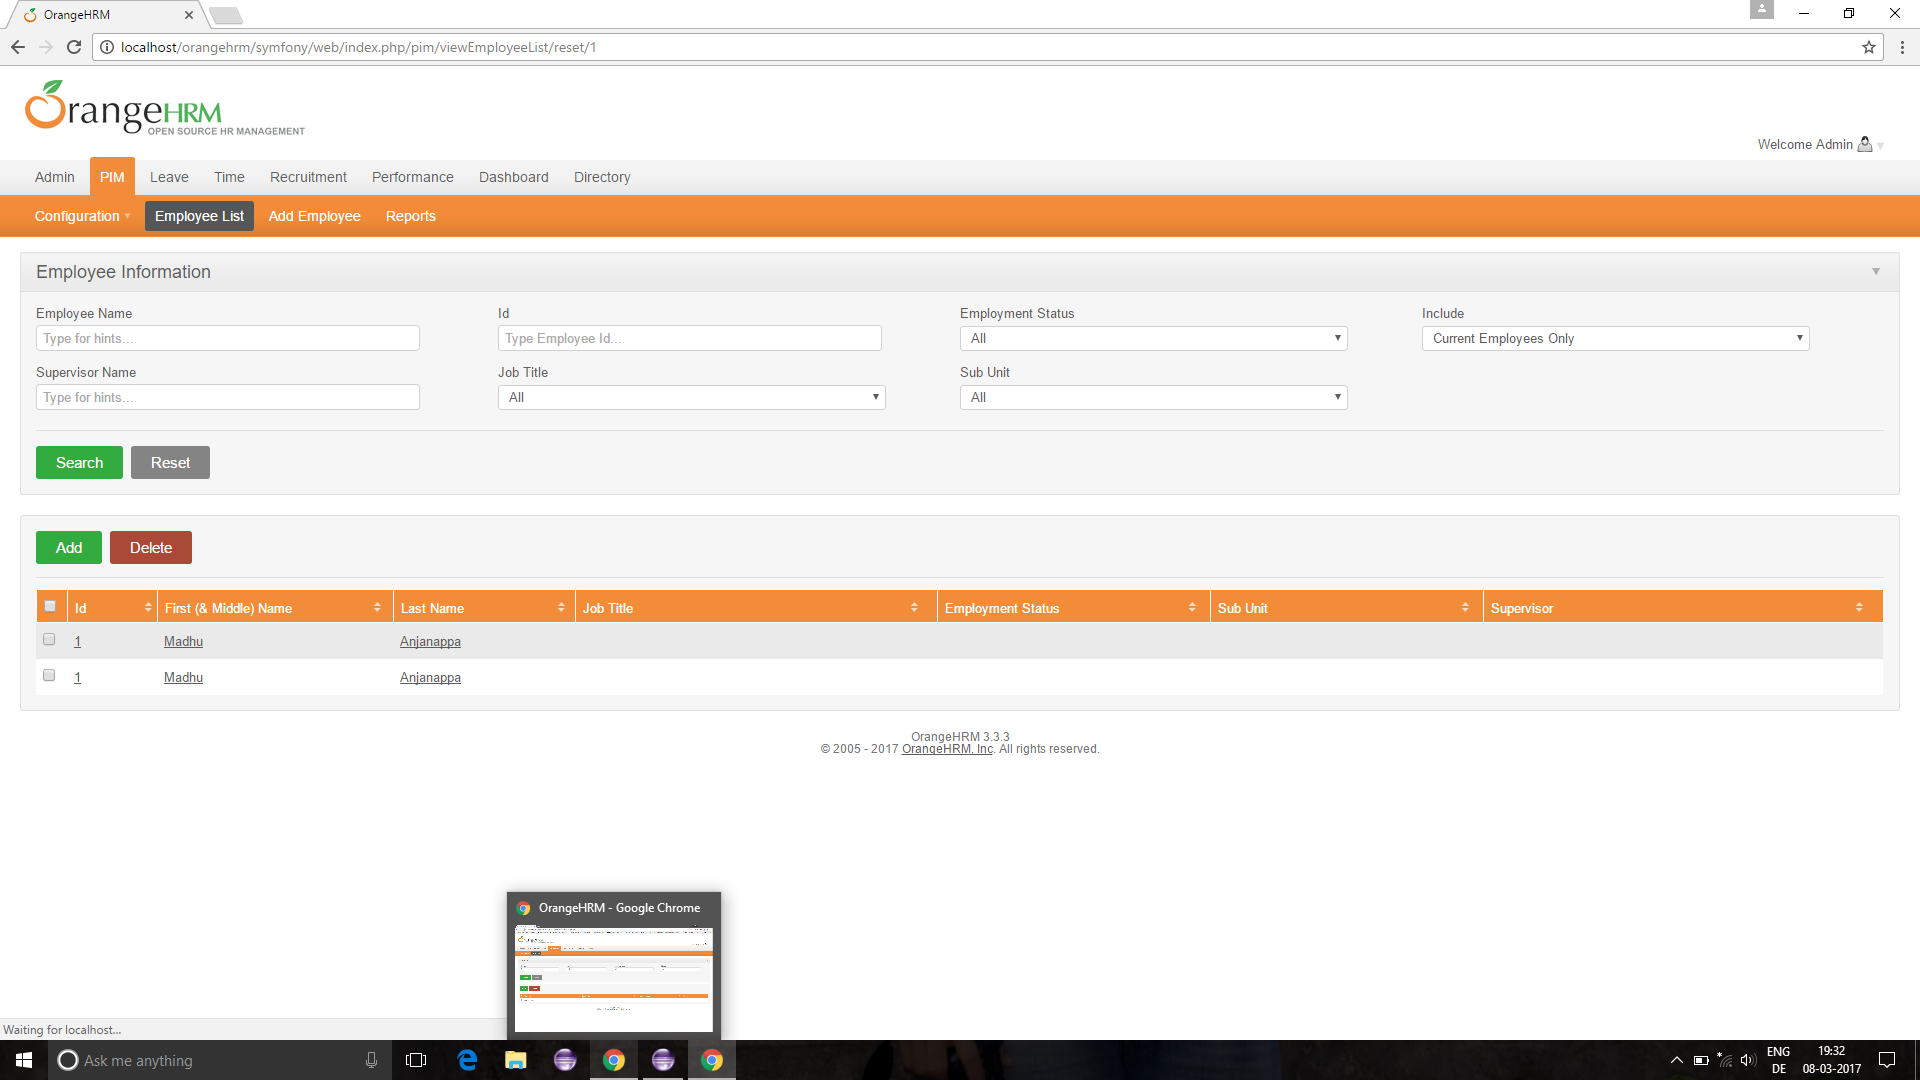 OrangeHRM
localhost/orangehrm/symfony/web/index.php/pim/viewEmployeeList/reset/1
OrangeHRM
OPEN SOURCE HR MANAGEMENT
Welcome Admin
Admin PIM Leave Time Recruitment Performance Dashboard Directory
Configuration Employee List Add Employee Reports
Employee Information
Employee Name Id Employment Status Include
Type for hints... Type Employee Id... All Current Employees Only
Supervisor Name Job Title Sub Unit
Type for hints... All All
Search Reset
Add Delete
Id First (& Middle) Name Last Name Job Title Employment Status Sub Unit Supervisor
1 Madhu Anjanappa
1 Madhu Anjanappa
OrangeHRM 3.3.3
© 2005 - 2017 OrangeHRM, Inc. All rights reserved.
OrangeHRM - Google Chrome
Waiting for localhost...
Ask me anything
ENG 19:32
DE 08-03-2017